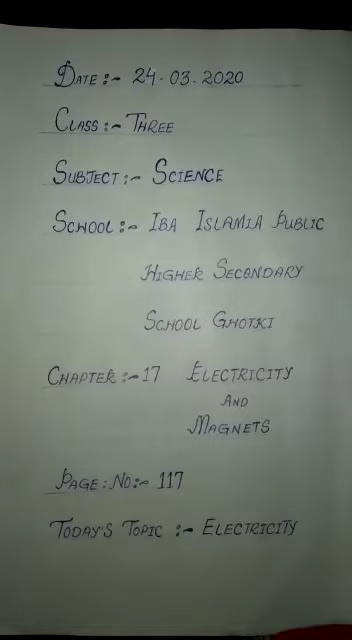 DATE :- 24-03-2020
CLASS :- THREE
SUBJECT :- SCIENCE
SCHOOL :- IBA ISLAMIA PUBLIC
HIGHER SECONDARY
SCHOOL GHOTKI
CHAPTER :- 17 ELECTRICITY
AND
MAGNETS
PAGE : NO :- 117
TODAY'S TOPIC :- ELECTRICITY